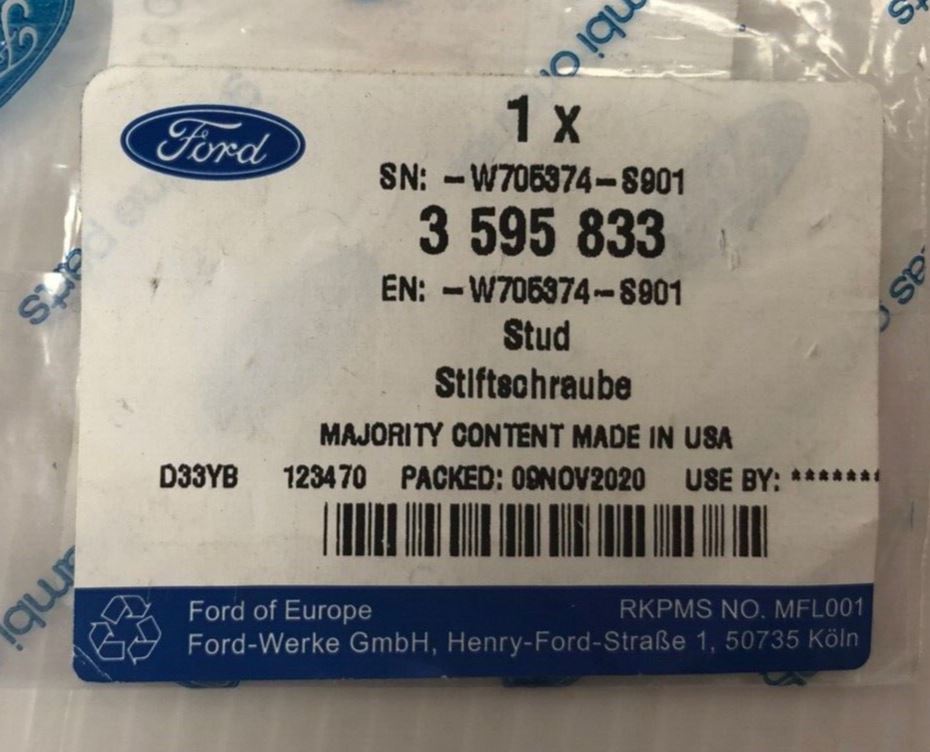 Ford
1 x
SN: -W705374-S901
3 595 833
EN: -W705374-S901
Stud
Stiftschraube
MAJORITY CONTENT MADE IN USA
D33YB 123470 PACKED: 09NOV2020 USE BY: *******
Ford of Europe RKPMS NO. MFL001
Ford-Werke GmbH, Henry-Ford-Straße 1, 50735 Köln